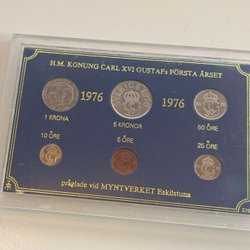 H.M. KONUNG CARL XVI GUSTAFs FÖRSTA ÅRSET
1976 1976
1 KRONA 5 KRONOR 50 ÖRE
10 ÖRE 5 ÖRE 25 ÖRE
präglade vid MYNTVERKET Eskilstuna